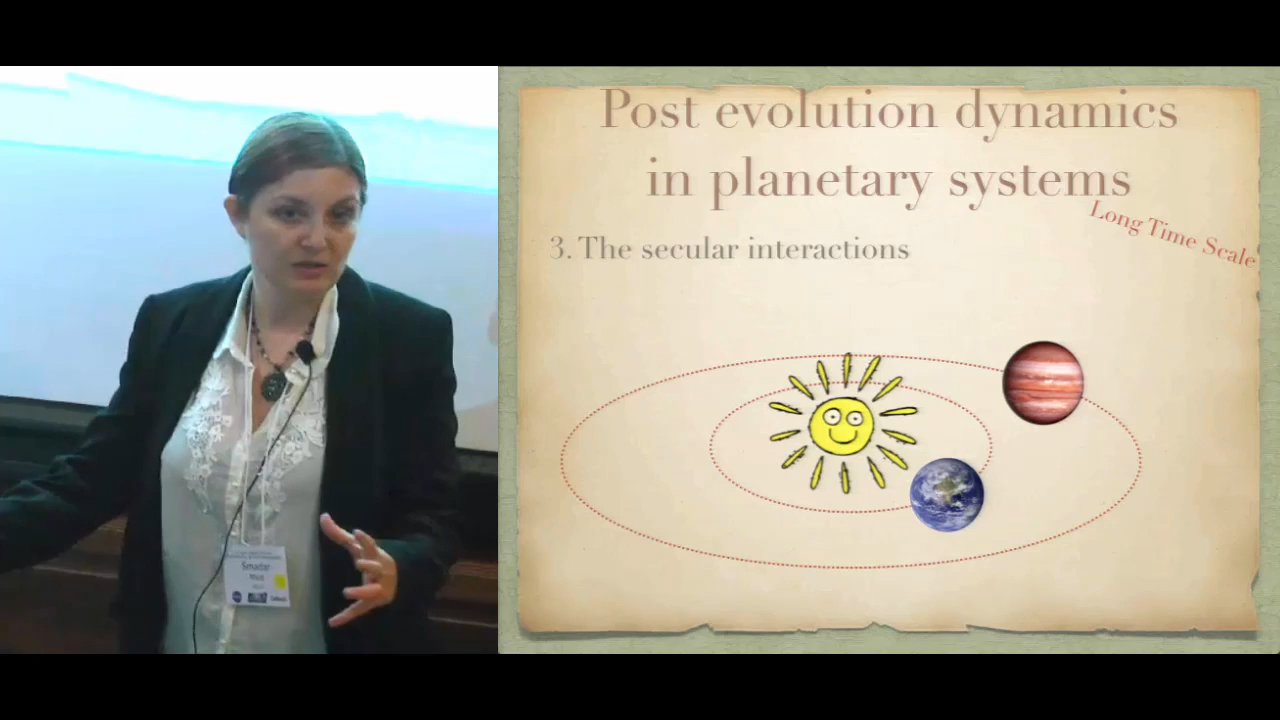 Post evolution dynamics
in planetary systems
Long Time Scale
3. The secular interactions
Smadar